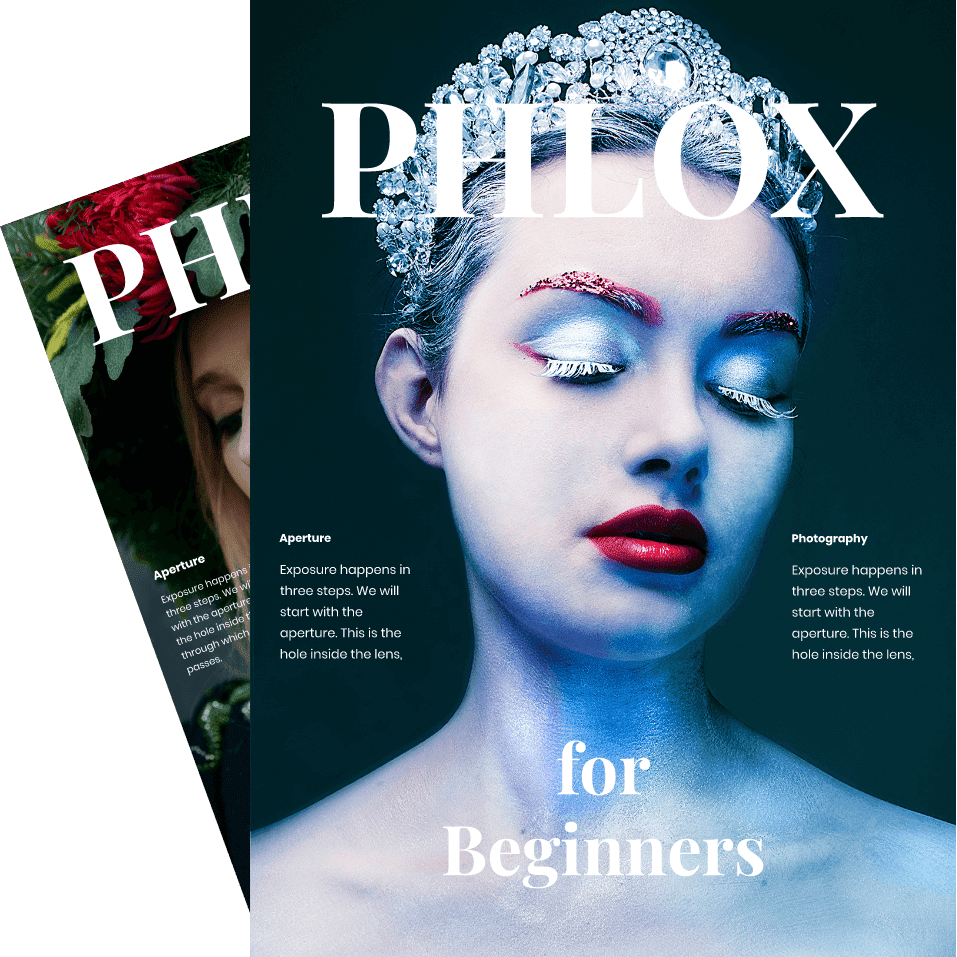 PHLOX
Aperture
Exposure happens in
three steps. We will
start with the
aperture. This is the
hole inside the lens,
Photography
Exposure happens in
three steps. We will
start with the
aperture. This is the
hole inside the lens,
for
Beginners
PH
Aperture
Exposure happens
three steps. We
with the aperture
the hole inside
through which
passes.